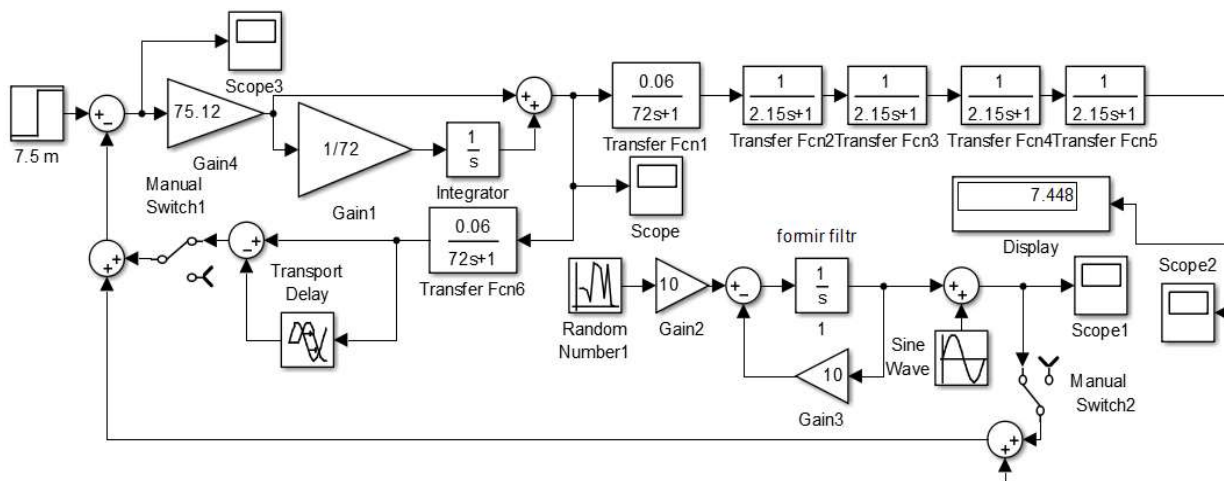 Scope3
75.12
7.5 m
Gain4
1/72
Gain1
1
s
Integrator
0.06
72s+1
Transfer Fcn1
1
2.15s+1
Transfer Fcn2
1
2.15s+1
Transfer Fcn3
1
2.15s+1
Transfer Fcn4
1
2.15s+1
Transfer Fcn5
Manual
Switch1
Transport
Delay
0.06
72s+1
Transfer Fcn6
Scope
7.448
Display
formir filtr
Random
Number1
10
Gain2
1
s
1
10
Gain3
Sine
Wave
Scope1
Scope2
Manual
Switch2